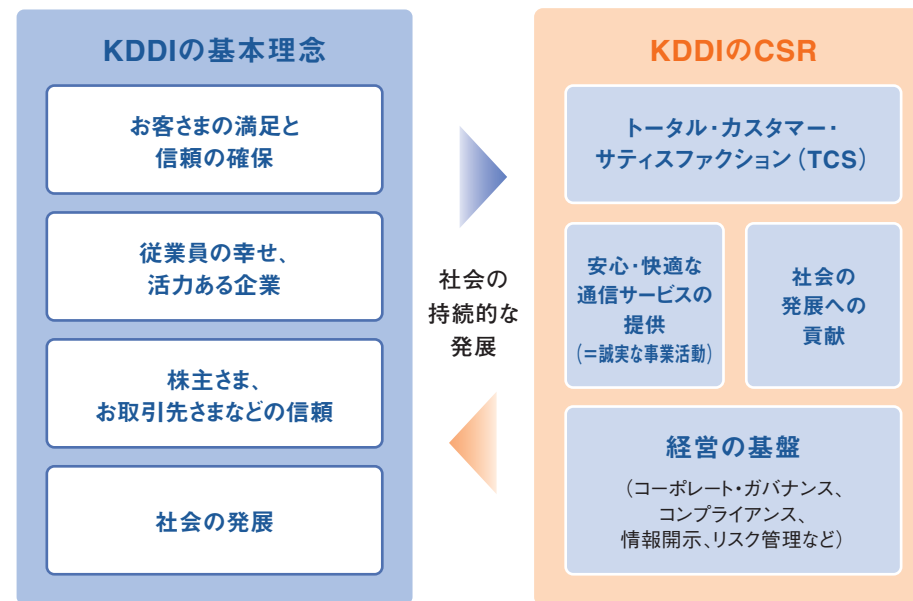 KDDIの基本理念
お客さまの満足と
信頼の確保
従業員の幸せ、
活力ある企業
株主さま、
お取引先さまなどの信頼
社会の発展
社会の
持続的な
発展
KDDIのCSR
トータル・カスタマー・
サティスファクション（TCS）
安心・快適な
通信サービスの
提供
（＝誠実な事業活動）
社会の
発展への
貢献
経営の基盤
（コーポレート・ガバナンス、
コンプライアンス、
情報開示、リスク管理など）